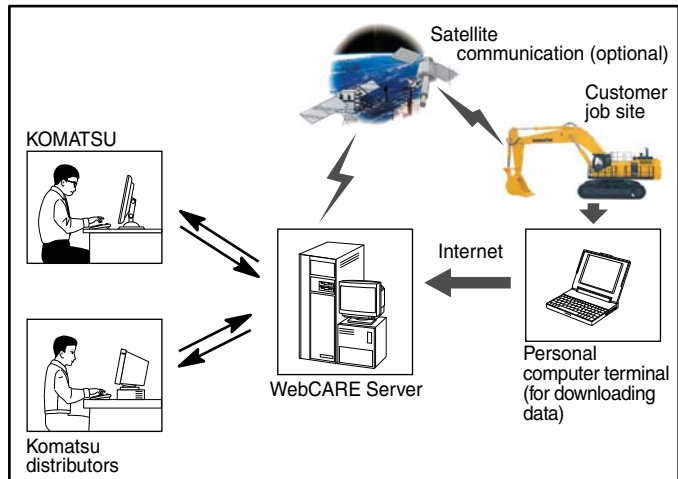 Satellite
communication (optional)
Customer
job site
KOMATSU
Internet
WebCARE Server
Personal
computer terminal
(for downloading
data)
Komatsu
distributors